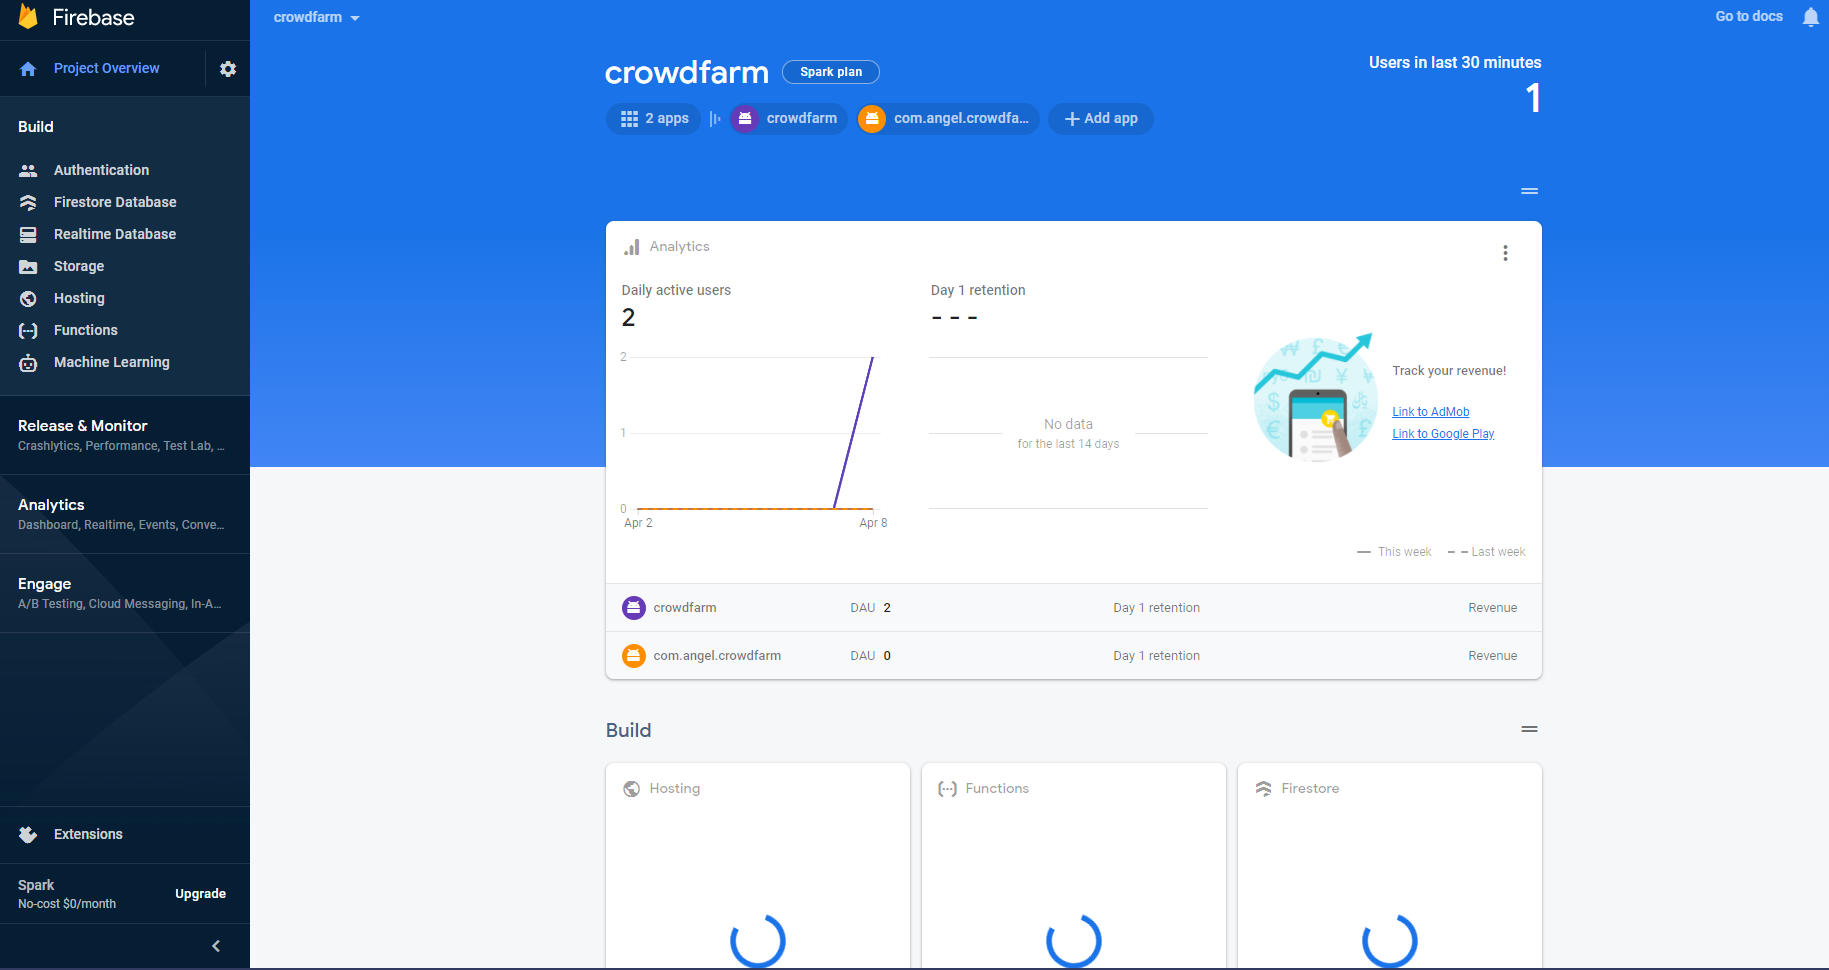 Firebase
Project Overview
Build
Authentication
Firestore Database
Realtime Database
Storage
Hosting
Functions
Machine Learning
Release & Monitor
Crashlytics, Performance, Test Lab, ...
Analytics
Dashboard, Realtime, Events, Conve...
Engage
A/B Testing, Cloud Messaging, In-A...
Extensions
Spark
No-cost $0/month
Upgrade
crowdfarm
Go to docs
crowdfarm Spark plan
Users in last 30 minutes
1
2 apps crowdfarm com.angel.crowdfa... + Add app
Analytics
Daily active users
2
2
1
0
Apr 2 Apr 8
Day 1 retention
- - -
No data
for the last 14 days
Track your revenue!
Link to AdMob
Link to Google Play
This week Last week
crowdfarm DAU 2 Day 1 retention Revenue
com.angel.crowdfarm DAU 0 Day 1 retention Revenue
Build
Hosting
Functions
Firestore